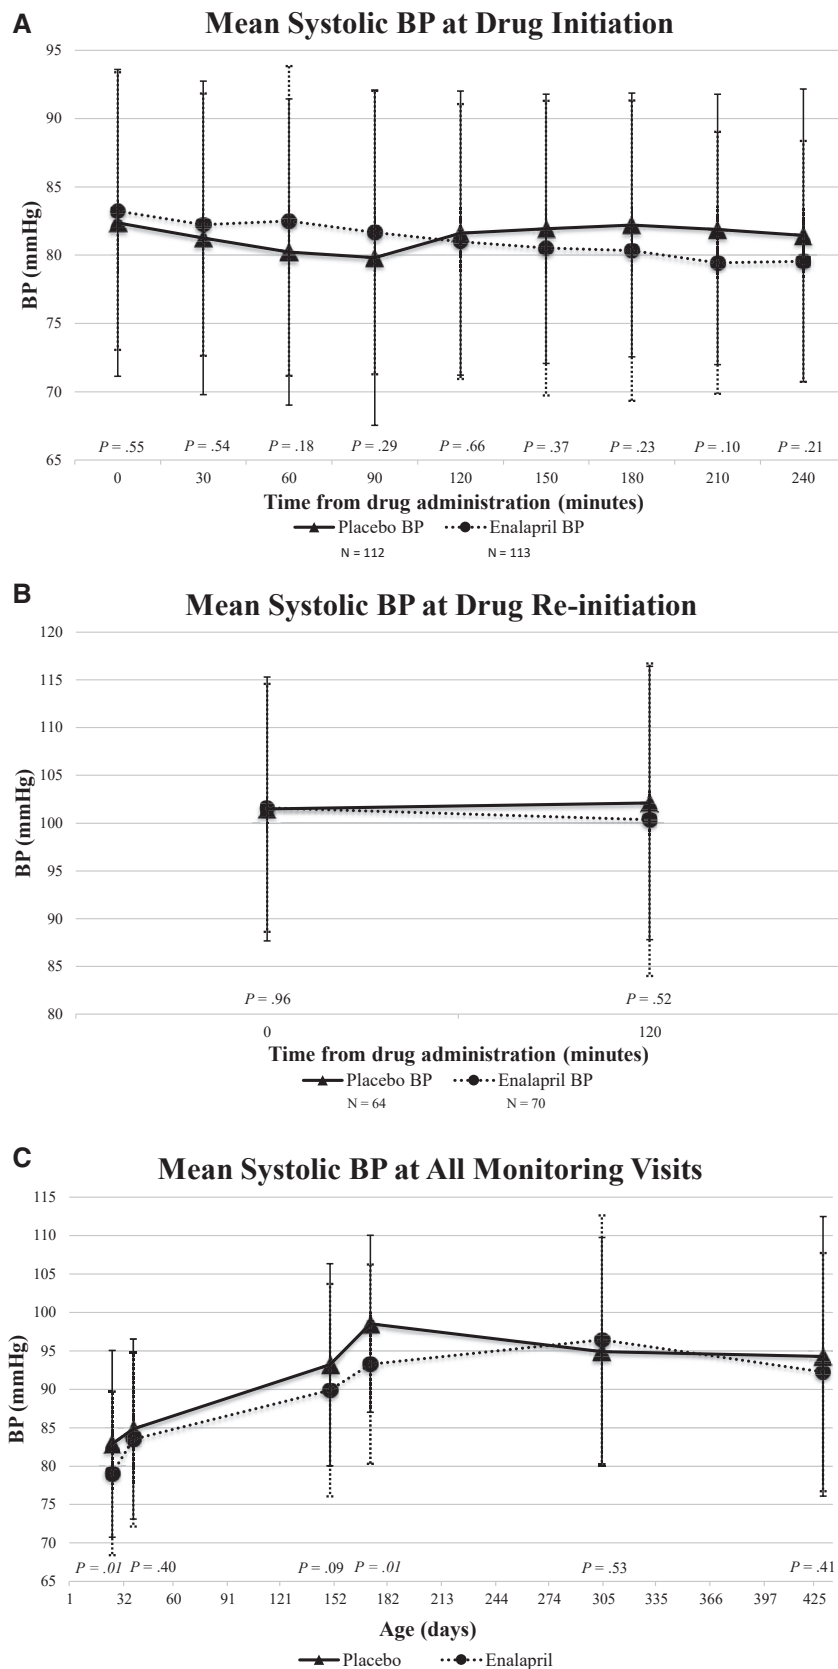 A
Mean Systolic BP at Drug Initiation
95
90
85
80
75
70
65
BP (mmHg)
P = .55 P = .54 P = .18 P = .29 P = .66 P = .37 P = .23 P = .10 P = .21
0 30 60 90 120 150 180 210 240
Time from drug administration (minutes)
Placebo BP Enalapril BP
N = 112 N = 113
B
Mean Systolic BP at Drug Re-initiation
120
115
110
105
100
95
90
85
80
BP (mmHg)
P = .96 P = .52
0 120
Time from drug administration (minutes)
Placebo BP Enalapril BP
N = 64 N = 70
C
Mean Systolic BP at All Monitoring Visits
115
110
105
100
95
90
85
80
75
70
65
BP (mmHg)
P = .01 P = .40 P = .09 P = .01 P = .53 P = .41
1 32 60 91 121 152 182 213 244 274 305 335 366 397 425
Age (days)
Placebo Enalapril